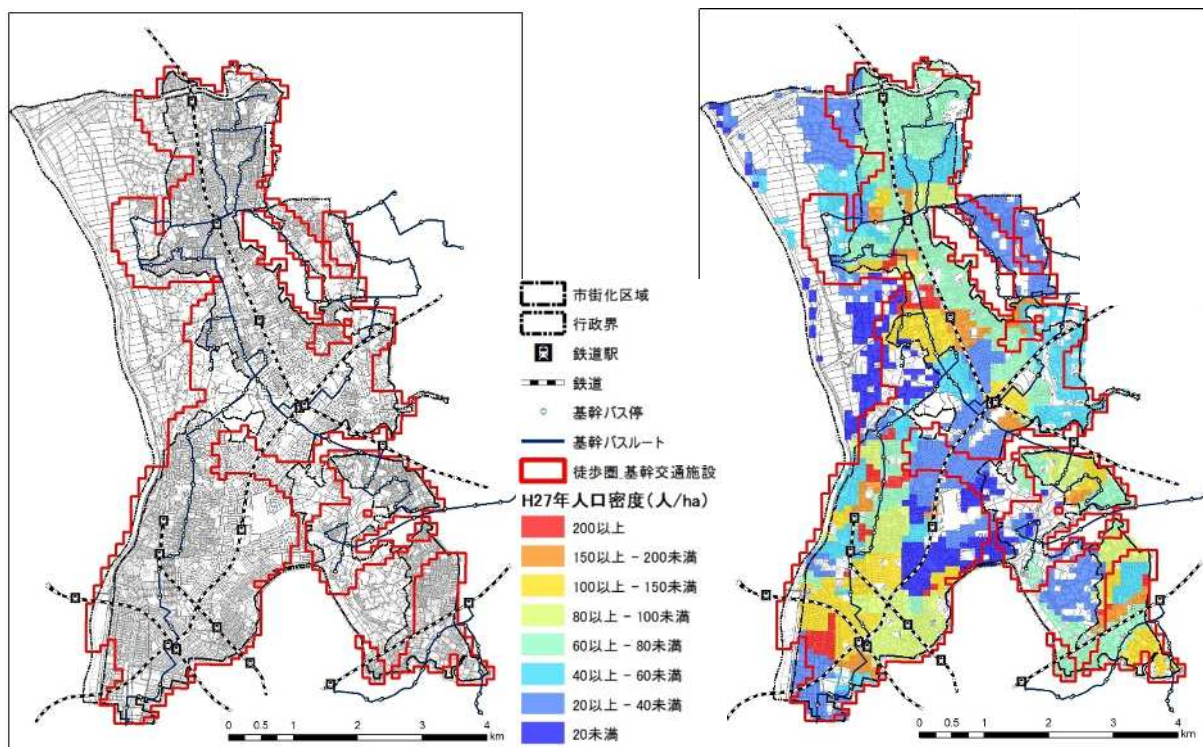 市街化区域
行政界
鉄道駅
鉄道
基幹バス停
基幹バスルート
徒歩圏_基幹交通施設
H27年人口密度(人/ha)
200以上
150以上 - 200未満
100以上 - 150未満
80以上 - 100未満
60以上 - 80未満
40以上 - 60未満
20以上 - 40未満
20未満
0 0.5 1 2 3 4
km
0 0.5 1 2 3 4
km